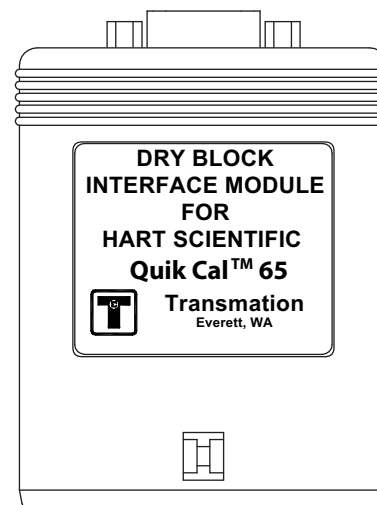 DRY BLOCK
INTERFACE MODULE
FOR
HART SCIENTIFIC
Quik Cal™ 65
Transmation
Everett, WA